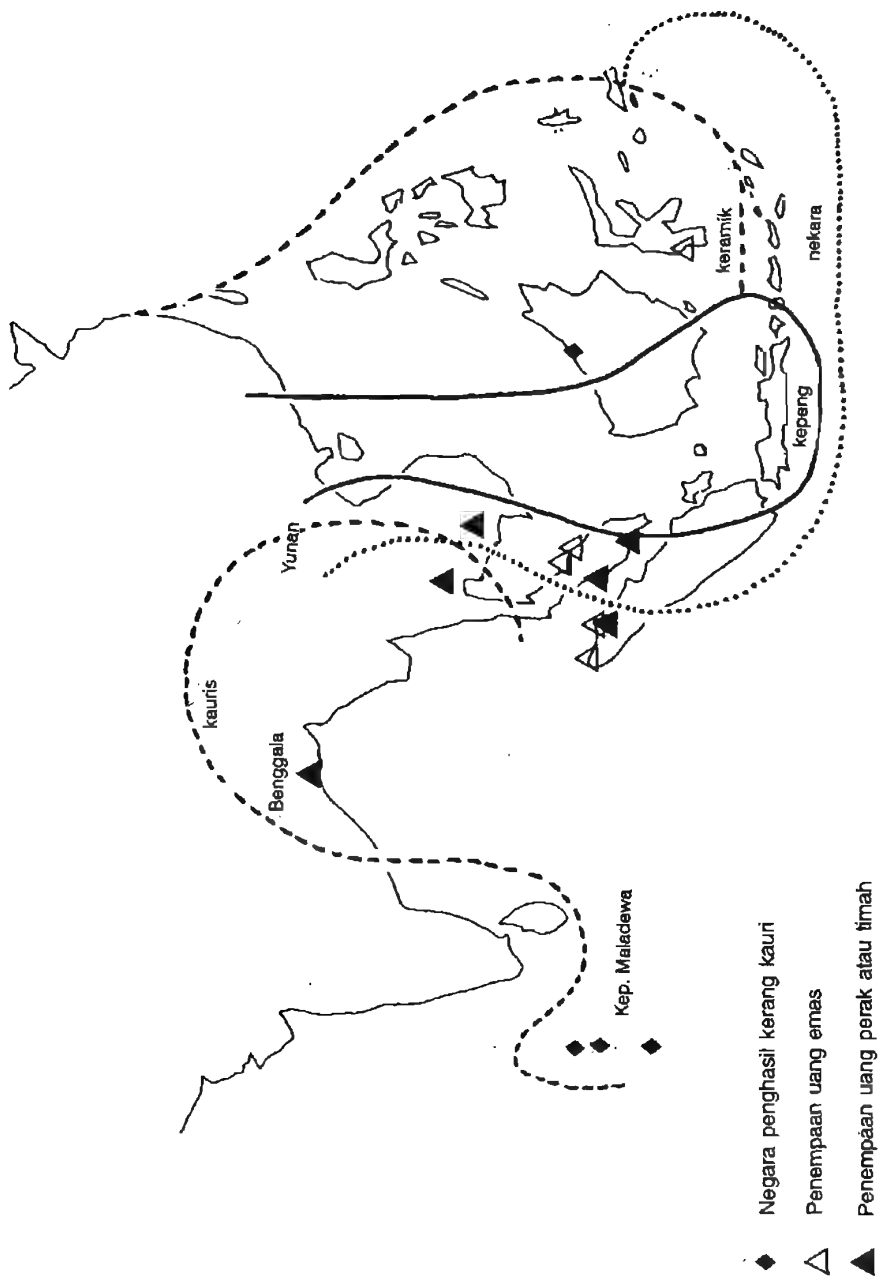 Yunan
kauris
Benggala
Kep. Maladewa
keramik
nekara
kepeng
Negara penghasil kerang kauri
Penempaan uang emas
Penempaan uang perak atau timah